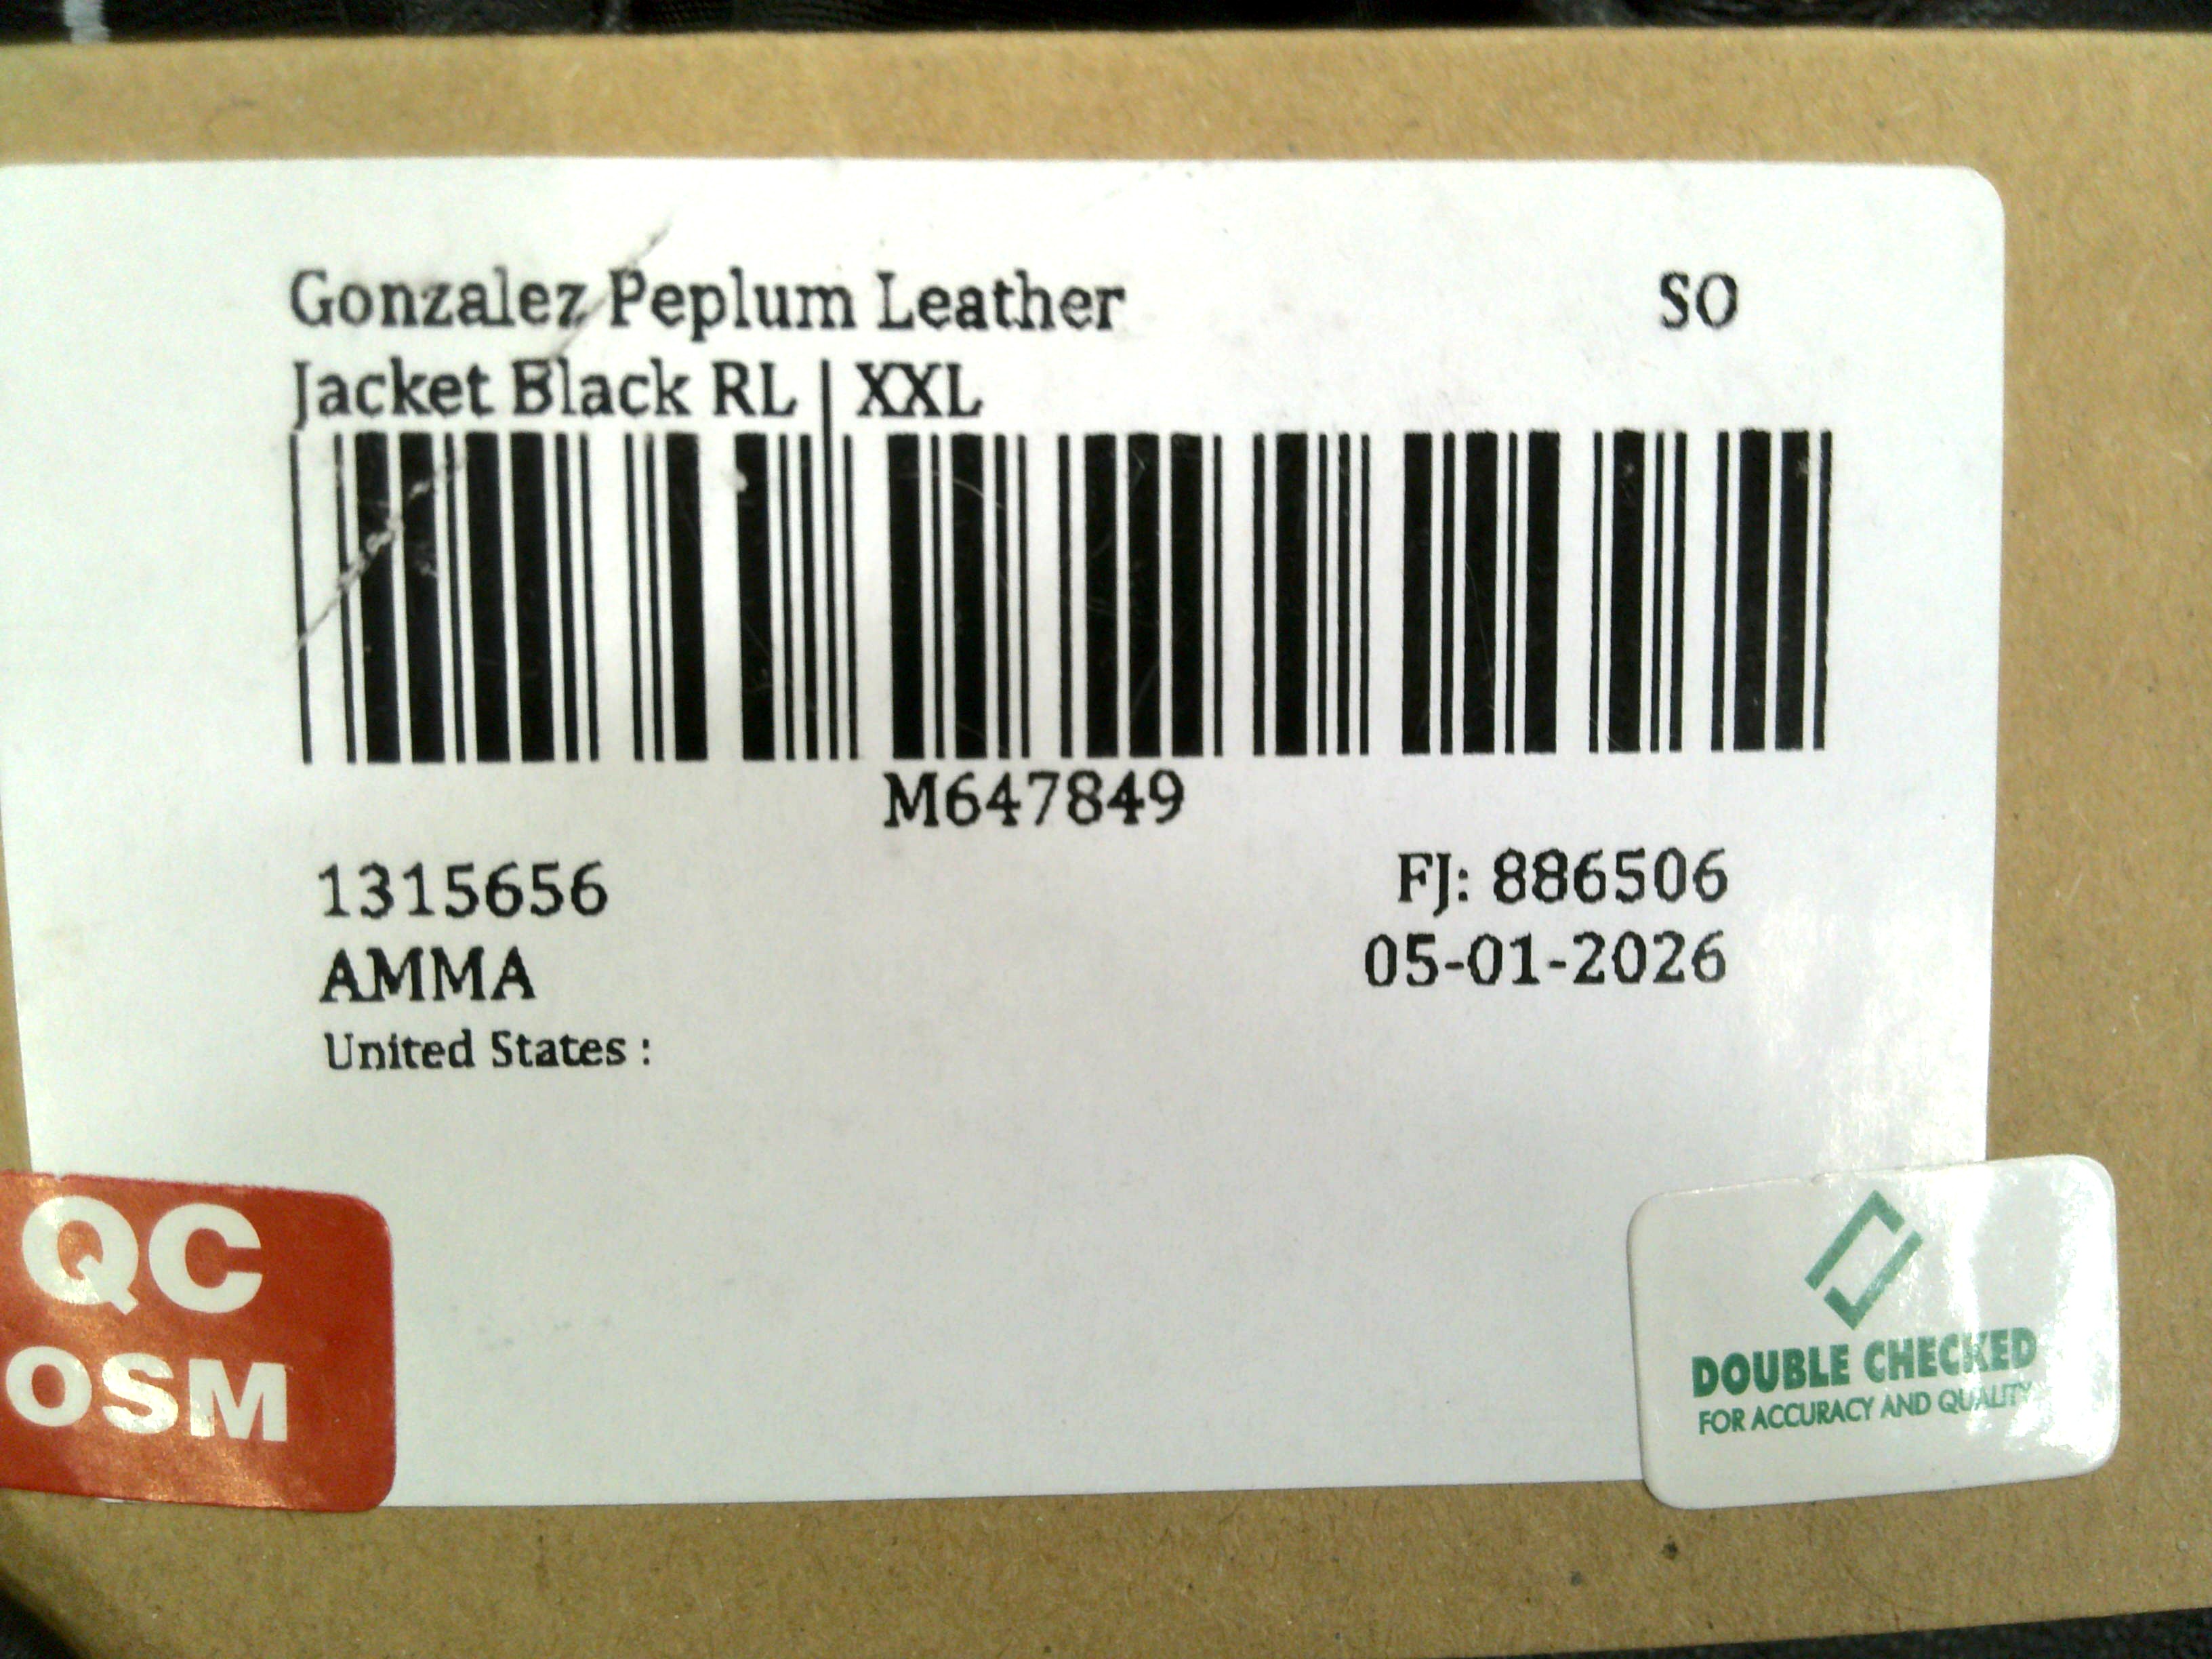 Gonzalez Peplum Leather
SO
Jacket Black RL | XXL
M647849
1315656
FJ: 886506
AMMA
05-01-2026
United States :
QC
OSM
DOUBLE CHECKED
FOR ACCURACY AND QUALITY